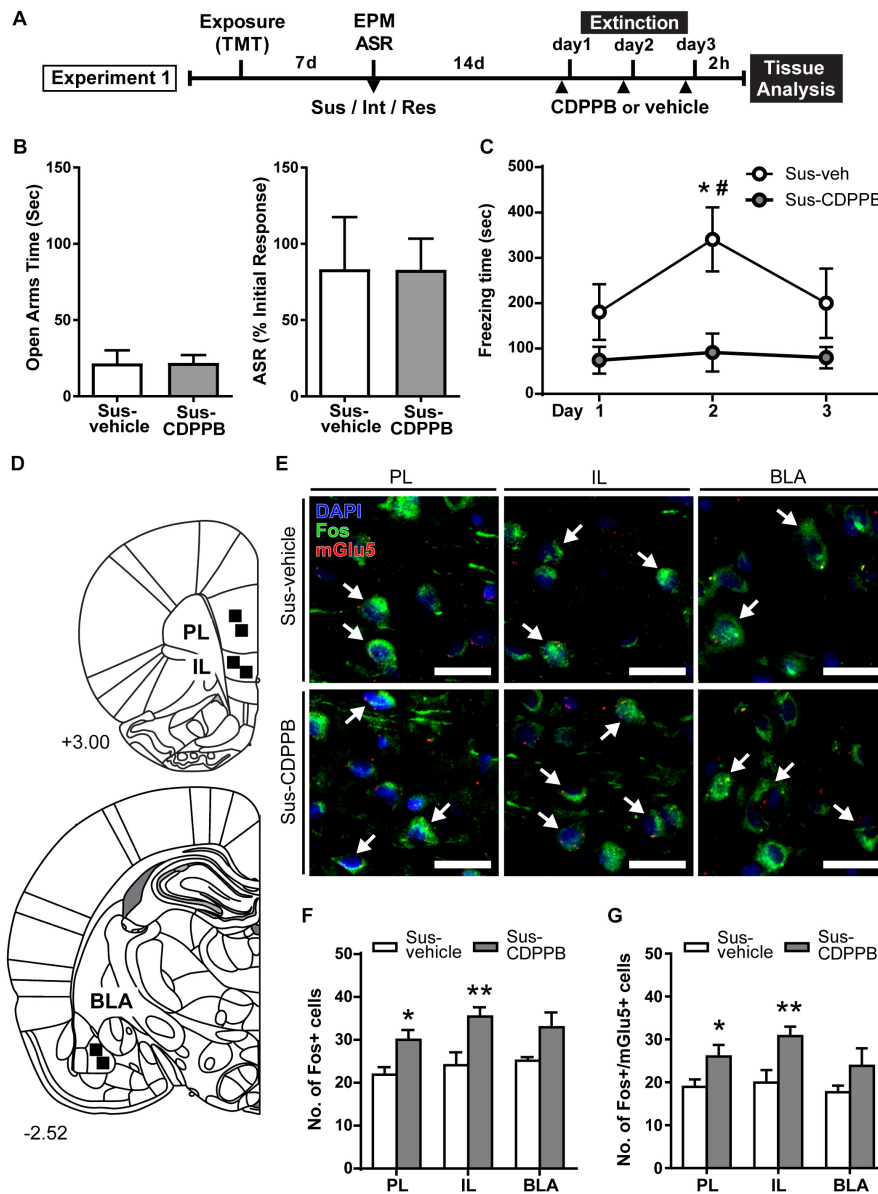 A
Exposure
(TMT)
EPM
ASR
Extinction
day1
day2
day3
7d
14d
2h
Experiment 1
Tissue
Analysis
Sus / Int / Res
CDPPB or vehicle
B
150
100
50
0
Open Arms Time (Sec)
Sus-
vehicle
Sus-
CDPPB
150
100
50
0
ASR (% Initial Response)
Sus-
vehicle
Sus-
CDPPB
C
500
400
300
200
100
0
Freezing time (sec)
* #
Sus-veh
Sus-CDPPB
Day 1 2 3
D
PL
IL
+3.00
BLA
-2.52
E
PL
IL
BLA
Sus-vehicle
DAPI
Fos
mGlu5
Sus-CDPPB
F
Sus-
vehicle
Sus-
CDPPB
50
40
30
20
10
0
No. of Fos+ cells
*
**
PL IL BLA
G
Sus-
vehicle
Sus-
CDPPB
50
40
30
20
10
0
No. of Fos+/mGlu5+ cells
*
**
PL IL BLA